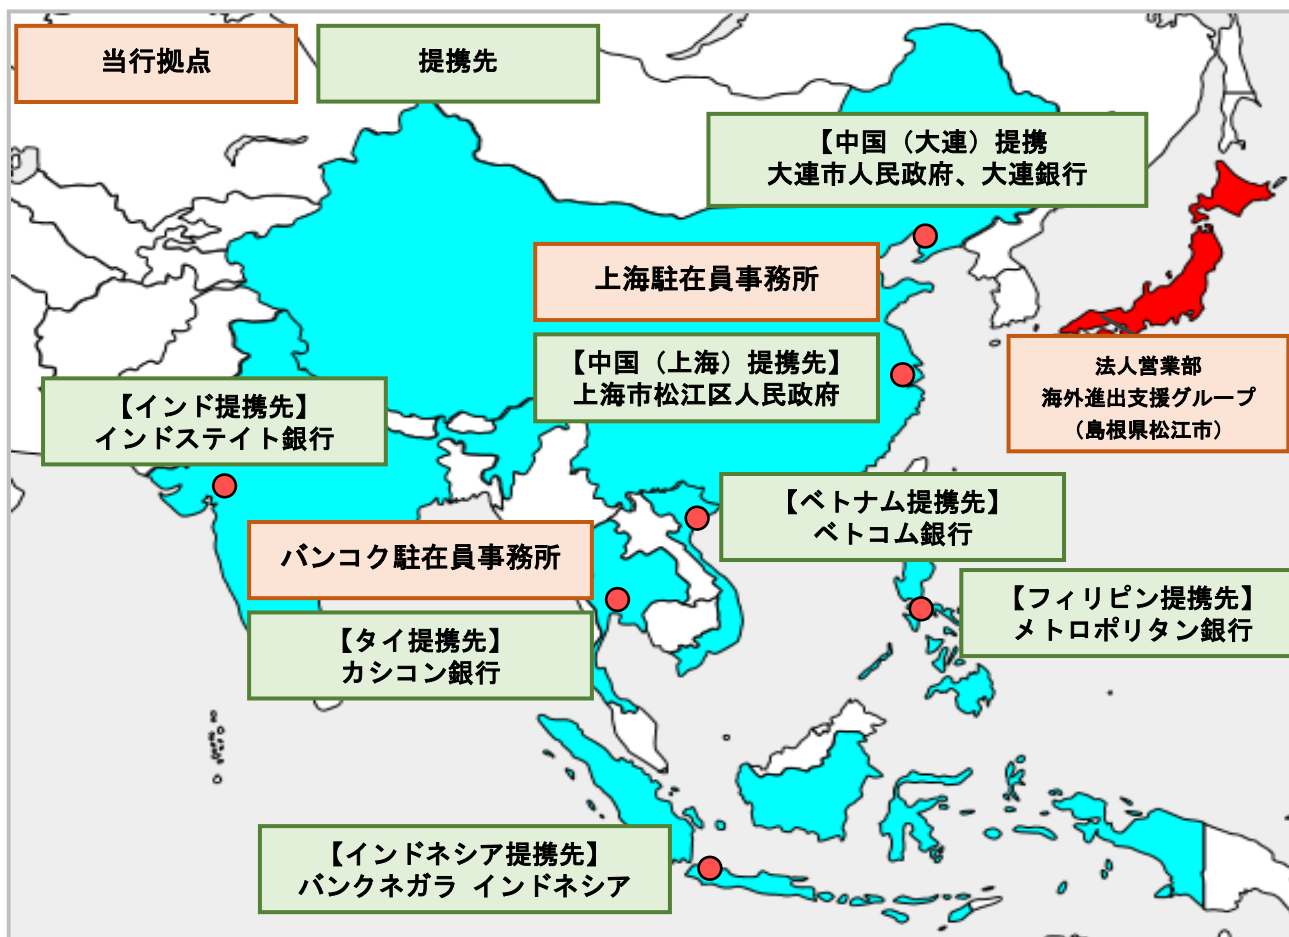 当行拠点
提携先
【中国（大連）提携
大連市人民政府、大連銀行
上海駐在員事務所
【中国（上海）提携先】
上海市松江区人民政府
法人営業部
海外進出支援グループ
（島根県松江市）
【インド提携先】
インドステイト銀行
【ベトナム提携先】
ベトコム銀行
バンコク駐在員事務所
【フィリピン提携先】
メトロポリタン銀行
【タイ提携先】
カシコン銀行
【インドネシア提携先】
バンクネガラ インドネシア